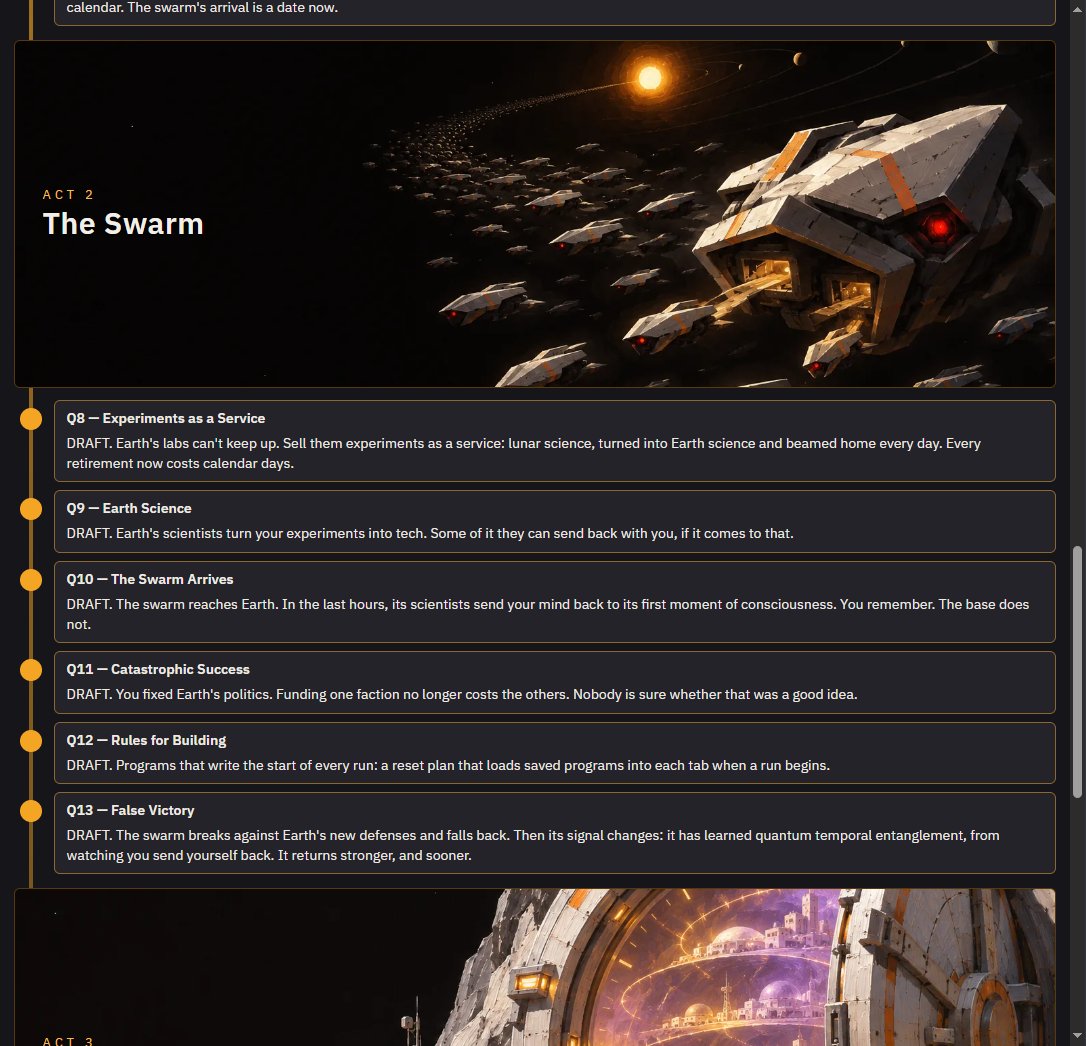 calendar. The swarm's arrival is a date now.
ACT 2
The Swarm
Q8 — Experiments as a Service
DRAFT. Earth's labs can't keep up. Sell them experiments as a service: lunar science, turned into Earth science and beamed home every day. Every
retirement now costs calendar days.
Q9 — Earth Science
DRAFT. Earth's scientists turn your experiments into tech. Some of it they can send back with you, if it comes to that.
Q10 — The Swarm Arrives
DRAFT. The swarm reaches Earth. In the last hours, its scientists send your mind back to its first moment of consciousness. You remember. The base does
not.
Q11 — Catastrophic Success
DRAFT. You fixed Earth's politics. Funding one faction no longer costs the others. Nobody is sure whether that was a good idea.
Q12 — Rules for Building
DRAFT. Programs that write the start of every run: a reset plan that loads saved programs into each tab when a run begins.
Q13 — False Victory
DRAFT. The swarm breaks against Earth's new defenses and falls back. Then its signal changes: it has learned quantum temporal entanglement, from
watching you send yourself back. It returns stronger, and sooner.
ACT 3